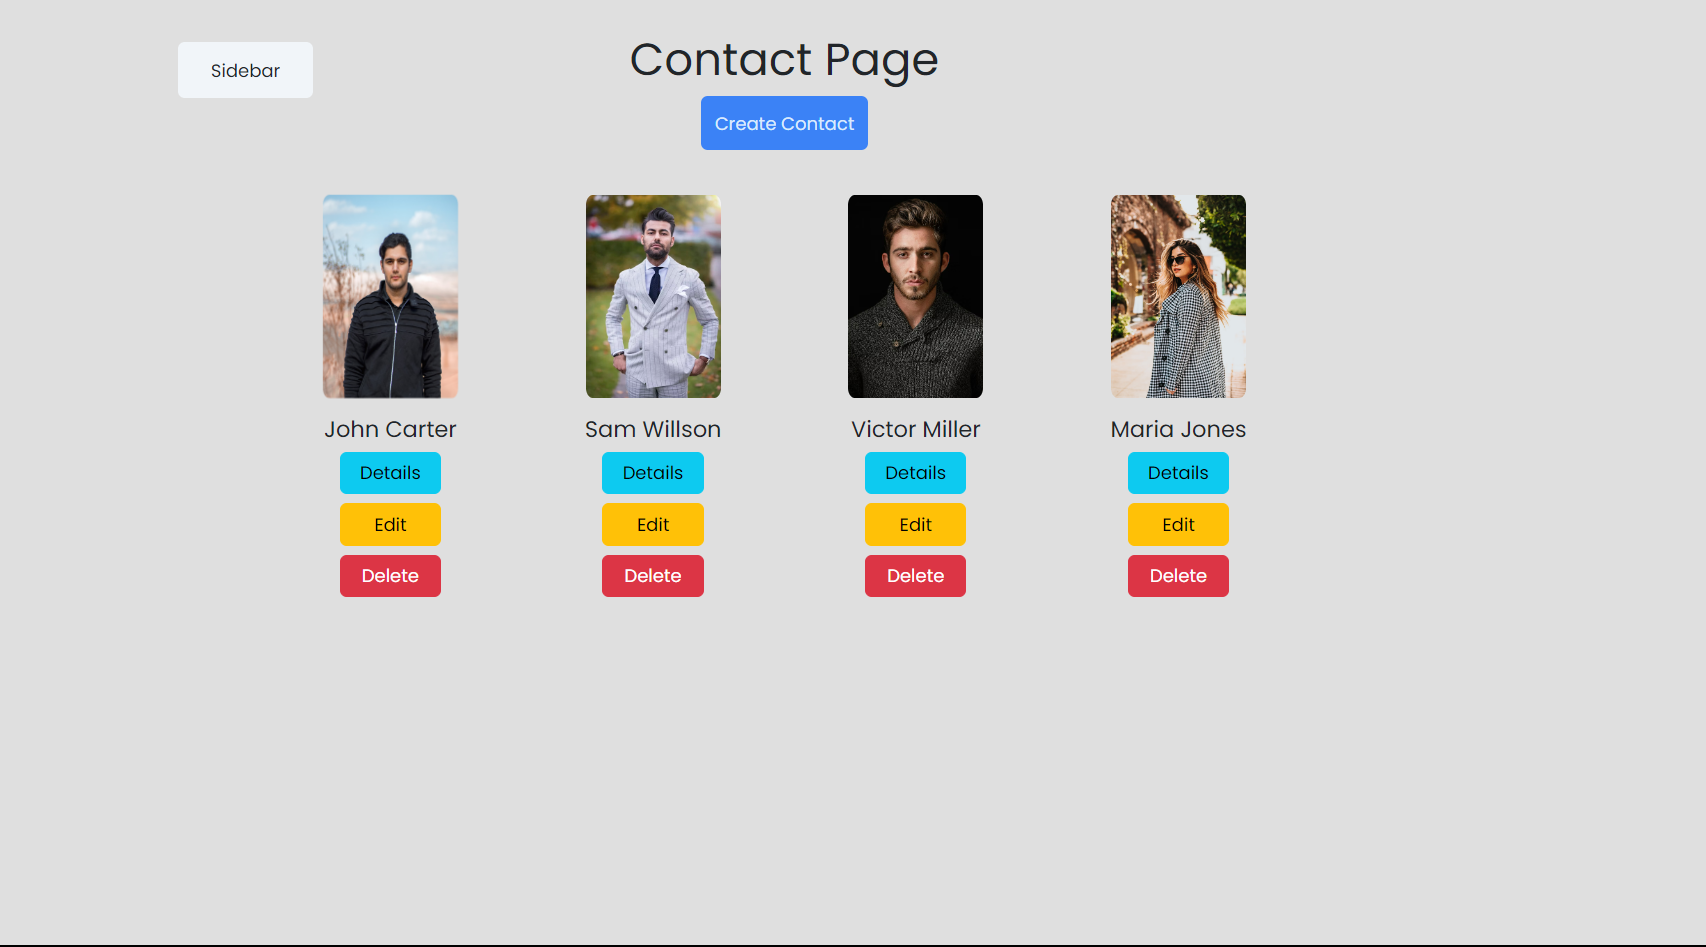 Sidebar
Contact Page
Create Contact
John Carter
Sam Willson
Victor Miller
Maria Jones
Details
Details
Details
Details
Edit
Edit
Edit
Edit
Delete
Delete
Delete
Delete